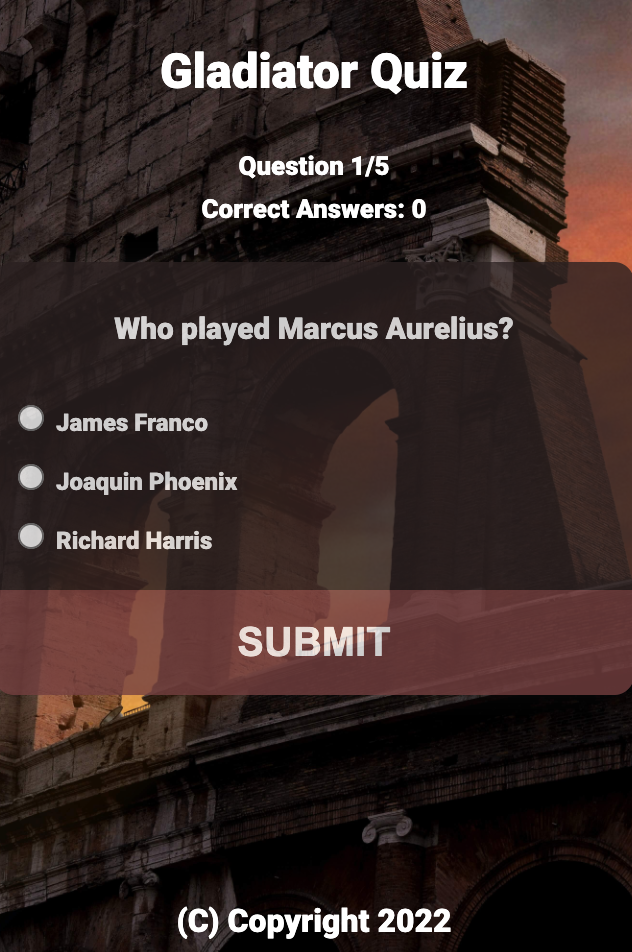 Gladiator Quiz
Question 1/5
Correct Answers: 0
Who played Marcus Aurelius?
James Franco
Joaquin Phoenix
Richard Harris
SUBMIT
(C) Copyright 2022